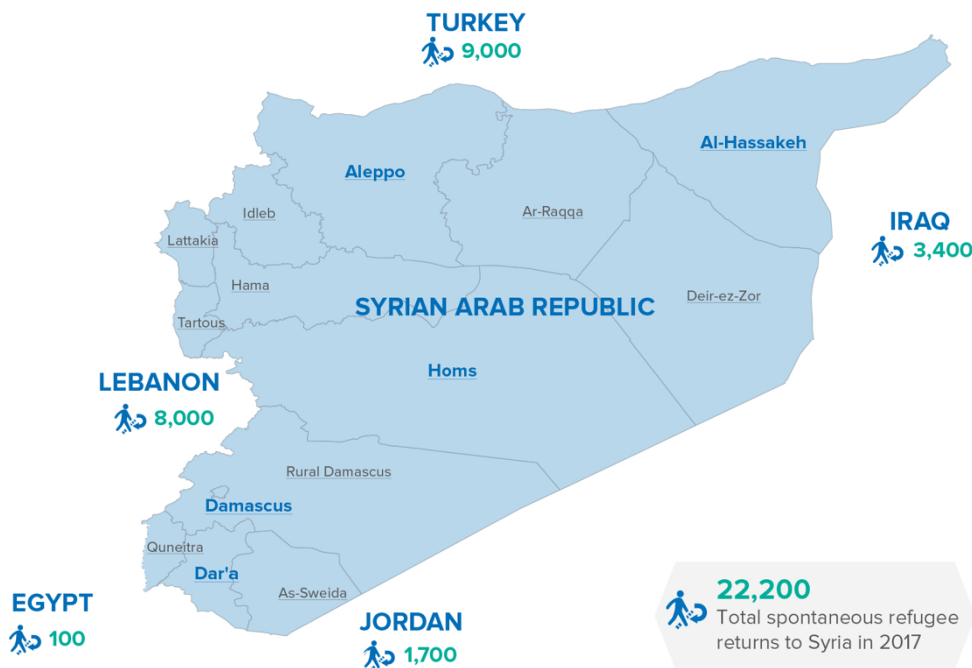 TURKEY
9,000
Al-Hassakeh
Aleppo
Idleb
Ar-Raqqa
Lattakia
IRAQ
3,400
Hama
Deir-ez-Zor
SYRIAN ARAB REPUBLIC
Tartous
Homs
LEBANON
8,000
Rural Damascus
Damascus
Quneitra
Dar'a
As-Sweida
EGYPT
100
JORDAN
1,700
22,200
Total spontaneous refugee
returns to Syria in 2017